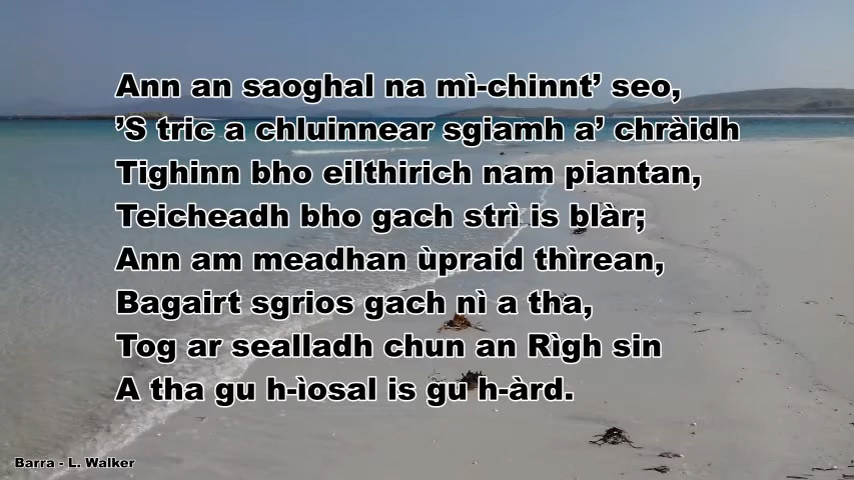 Ann an saoghal na mì-chinnt’ seo,
’S tric a chluinnear sgiamh a’ chràidh
Tighinn bho eilthirich nam piantan,
Teicheadh bho gach strì is blàr;
Ann am meadhan ùpraid thìrean,
Bagairt sgrios gach nì a tha,
Tog ar sealladh chun an Rìgh sin
A tha gu h-ìosal is gu h-àrd.
Barra - L. Walker